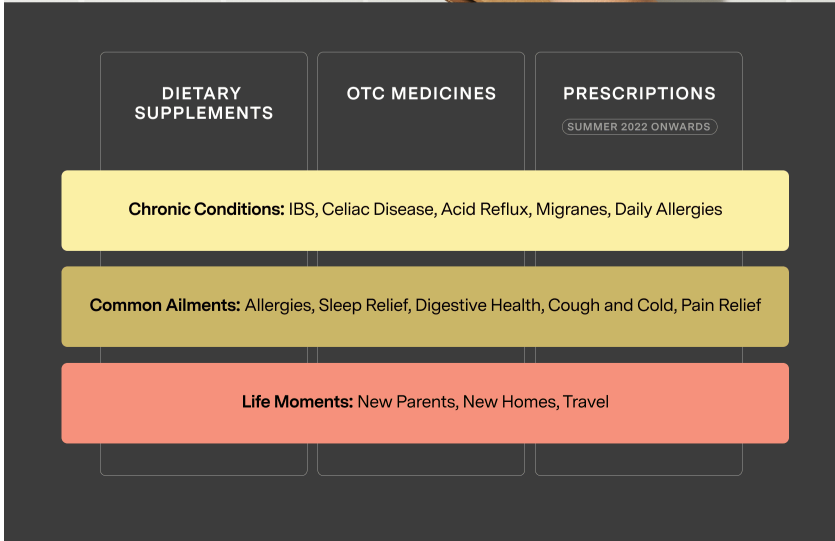 DIETARY
SUPPLEMENTS
OTC MEDICINES
PRESCRIPTIONS
SUMMER 2022 ONWARDS
Chronic Conditions: IBS, Celiac Disease, Acid Reflux, Migranes, Daily Allergies
Common Ailments: Allergies, Sleep Relief, Digestive Health, Cough and Cold, Pain Relief
Life Moments: New Parents, New Homes, Travel